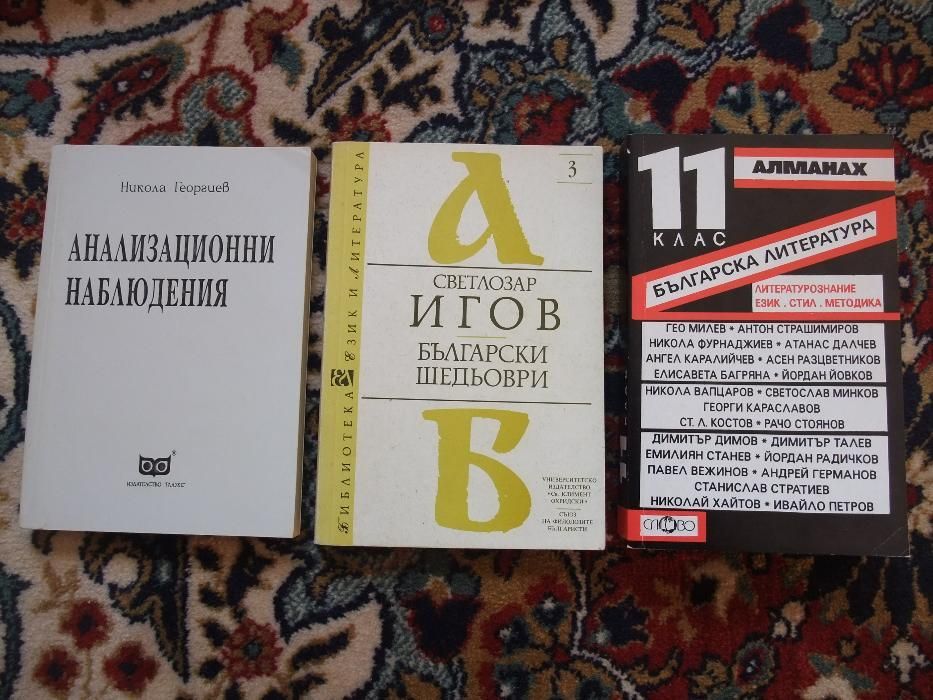 Никола Георгиев
АНАЛИЗАЦИОННИ
НАБЛЮДЕНИЯ
ИЗДАТЕЛСТВО
БИБЛИОТЕКА ЕЗИК И ЛИТЕРАТУРА
А
3
СВЕТЛОЗАР
ИГОВ
БЪЛГАРСКИ
ШЕДЬОВРИ
Б
УНИВЕРСИТЕТСКО
ИЗДАТЕЛСТВО
«СВ. КЛИМЕНТ
ОХРИДСКИ»
СЪЮЗ
НА ФИЛОЛОЗИТЕ
БЪЛГАРИСТИ
11
КЛАС
АЛМАНАХ
БЪЛГАРСКА ЛИТЕРАТУРА
ЛИТЕРАТУРОЗНАНИЕ
ЕЗИК . СТИЛ . МЕТОДИКА
ГЕО МИЛЕВ * АНТОН СТРАШИМИРОВ
НИКОЛА ФУРНАДЖИЕВ * АТАНАС ДАЛЧЕВ
АНГЕЛ КАРАЛИЙЧЕВ * АСЕН РАЗЦВЕТНИКОВ
ЕЛИСАВЕТА БАГРЯНА * ЙОРДАН ЙОВКОВ
НИКОЛА ВАПЦАРОВ * СВЕТОСЛАВ МИНКОВ
ГЕОРГИ КАРАСЛАВОВ
СТ. Л. КОСТОВ * РАЧО СТОЯНОВ
ДИМИТЪР ДИМОВ * ДИМИТЪР ТАЛЕВ
ЕМИЛИЯН СТАНЕВ * ЙОРДАН РАДИЧКОВ
ПАВЕЛ ВЕЖИНОВ * АНДРЕЙ ГЕРМАНОВ
СТАНИСЛАВ СТРАТИЕВ
НИКОЛАЙ ХАЙТОВ * ИВАЙЛО ПЕТРОВ
СЛОВО